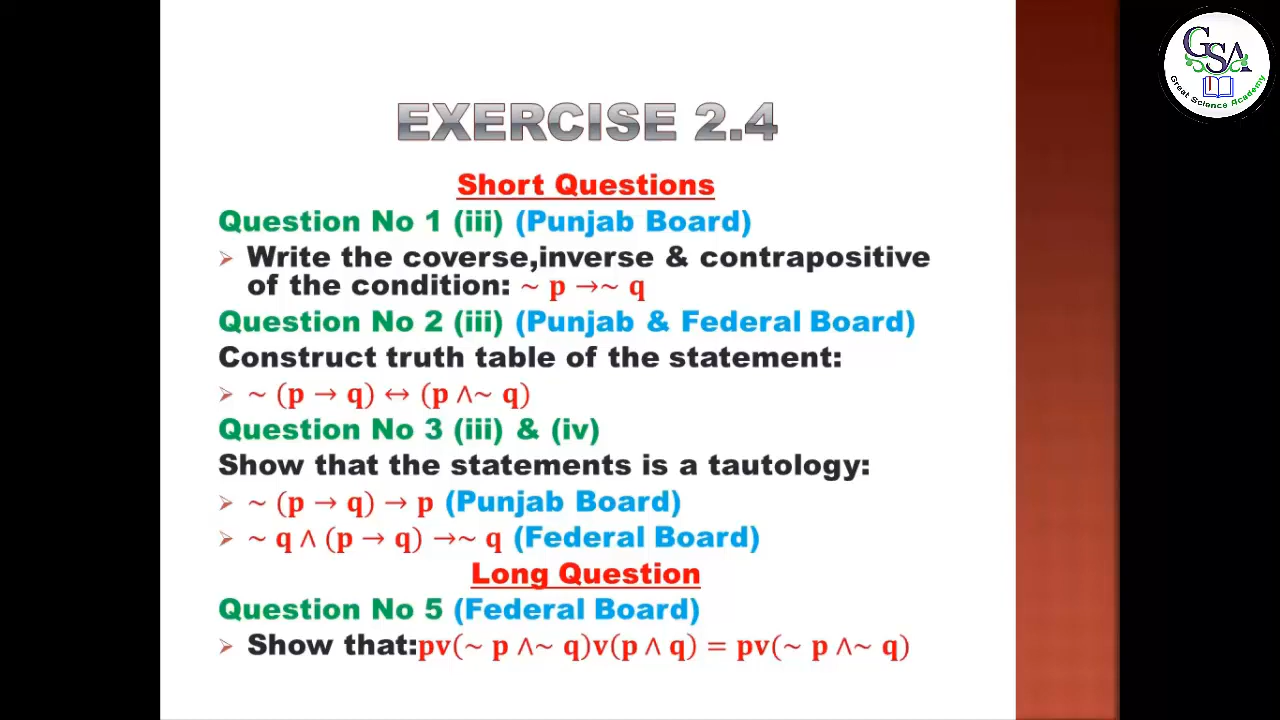 GSA
Great Science Academy
EXERCISE 2.4
Short Questions
Question No 1 (iii) (Punjab Board)
➢ Write the coverse,inverse & contrapositive
of the condition: ~ p →~ q
Question No 2 (iii) (Punjab & Federal Board)
Construct truth table of the statement:
➢ ~ (p → q) ↔ (p ∧~ q)
Question No 3 (iii) & (iv)
Show that the statements is a tautology:
➢ ~ (p → q) → p (Punjab Board)
➢ ~ q ∧ (p → q) →~ q (Federal Board)
Long Question
Question No 5 (Federal Board)
➢ Show that:pv(~ p ∧~ q)v(p ∧ q) = pv(~ p ∧~ q)